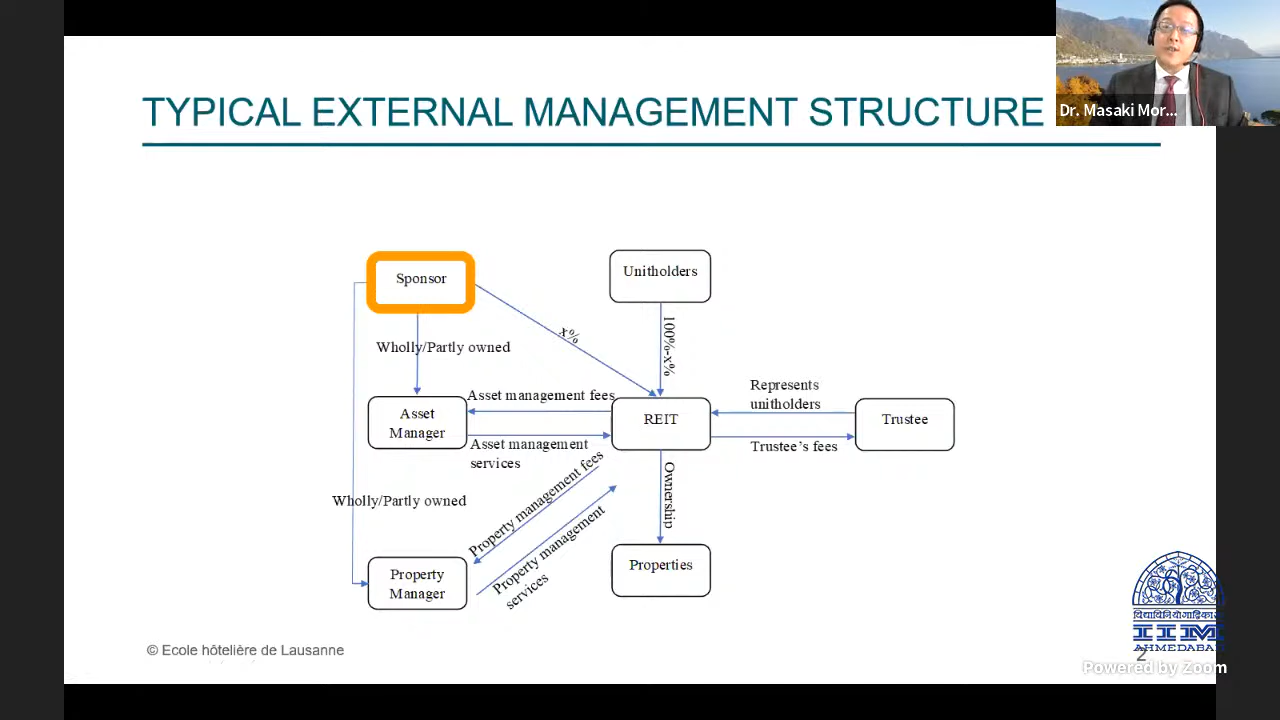 Dr. Masaki Mor...
TYPICAL EXTERNAL MANAGEMENT STRUCTURE
Sponsor
Unitholders
x%
100%-x%
Wholly/Partly owned
Asset management fees
Represents
unitholders
Asset
Manager
REIT
Trustee
Asset management
services
Trustee's fees
Property management fees
Ownership
Wholly/Partly owned
Property management
services
Property
Manager
Properties
विद्याविनियोगाद्विकासः
IIM
AHMEDABAD
© Ecole hôtelière de Lausanne
2
Powered by Zoom